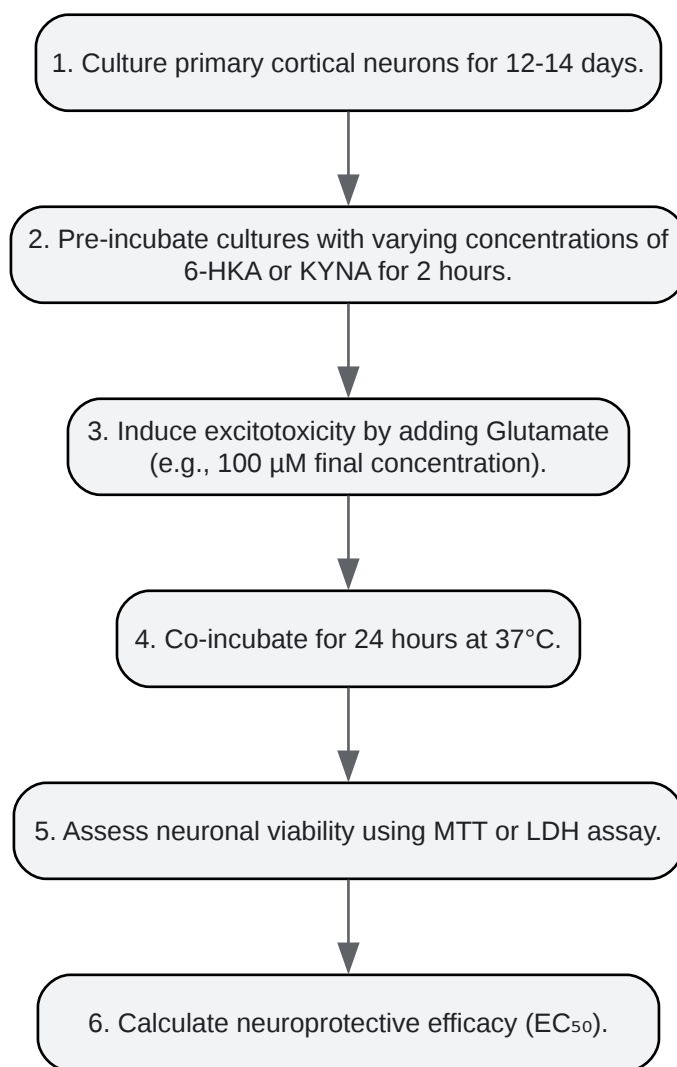 1. Culture primary cortical neurons for 12-14 days.
2. Pre-incubate cultures with varying concentrations of
6-HKA or KYNA for 2 hours.
3. Induce excitotoxicity by adding Glutamate
(e.g., 100 µM final concentration).
4. Co-incubate for 24 hours at 37°C.
5. Assess neuronal viability using MTT or LDH assay.
6. Calculate neuroprotective efficacy (EC₅₀).